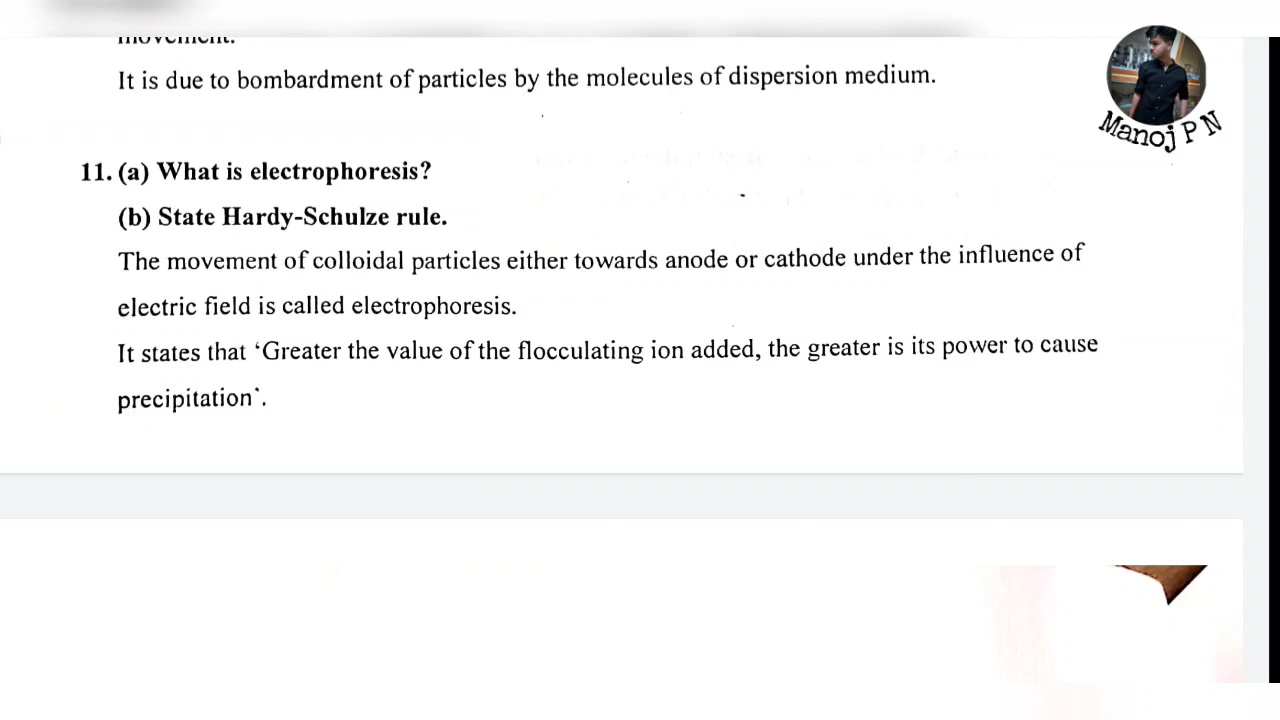 movement.
It is due to bombardment of particles by the molecules of dispersion medium.
Manoj P N
11. (a) What is electrophoresis?
(b) State Hardy-Schulze rule.
The movement of colloidal particles either towards anode or cathode under the influence of
electric field is called electrophoresis.
It states that ‘Greater the value of the flocculating ion added, the greater is its power to cause
precipitation‵.